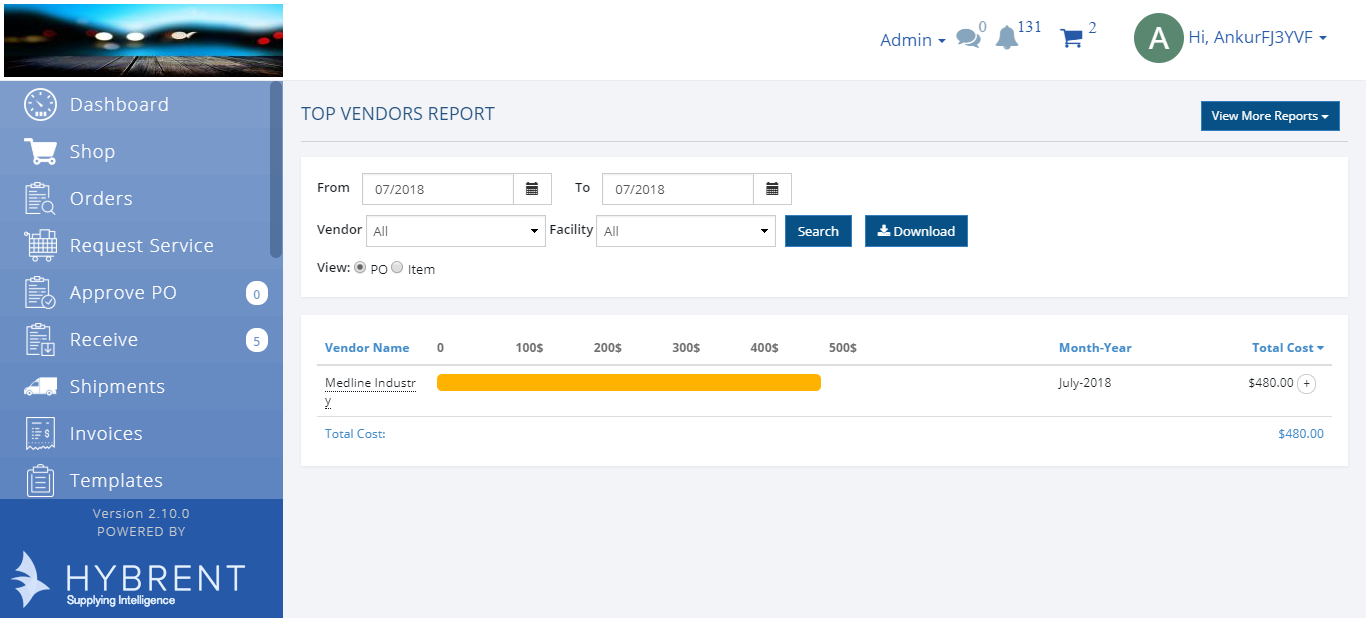 Admin 0 131 2 A Hi, AnkurFJ3YVF
Dashboard
Shop
Orders
Request Service
Approve PO 0
Receive 5
Shipments
Invoices
Templates
Version 2.10.0
POWERED BY
HYBRENT
Supplying Intelligence
TOP VENDORS REPORT View More Reports
From 07/2018 To 07/2018
Vendor All Facility All Search Download
View: PO Item
Vendor Name 0 100$ 200$ 300$ 400$ 500$ Month-Year Total Cost
Medline Industr July-2018 $480.00 +
y
Total Cost: $480.00